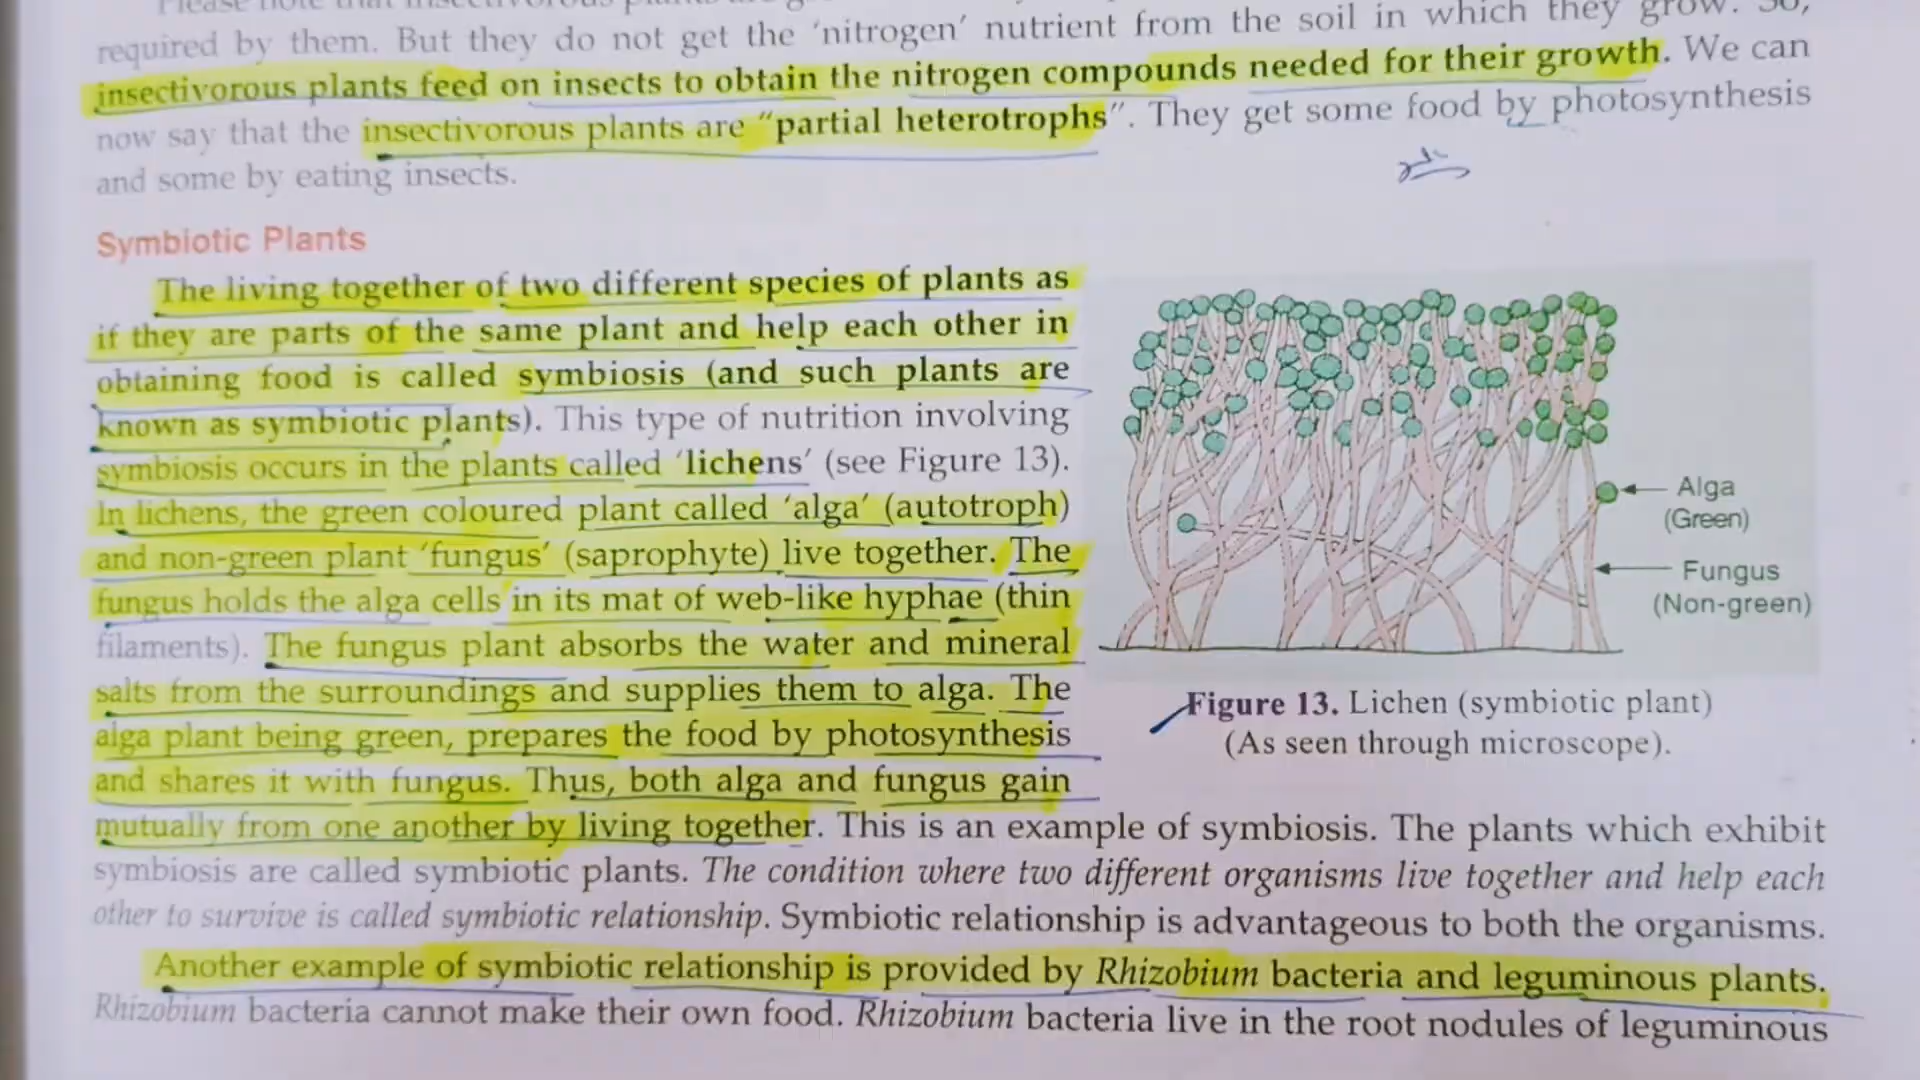 Please note that insectivorous plants are
required by them. But they do not get the 'nitrogen' nutrient from the soil in which they grow. So,
insectivorous plants feed on insects to obtain the nitrogen compounds needed for their growth. We can
now say that the insectivorous plants are "partial heterotrophs". They get some food by photosynthesis
and some by eating insects.
Symbiotic Plants
The living together of two different species of plants as
if they are parts of the same plant and help each other in
obtaining food is called symbiosis (and such plants are
known as symbiotic plants). This type of nutrition involving
symbiosis occurs in the plants called 'lichens' (see Figure 13).
In lichens, the green coloured plant called 'alga' (autotroph)
and non-green plant 'fungus' (saprophyte) live together. The
fungus holds the alga cells in its mat of web-like hyphae (thin
filaments). The fungus plant absorbs the water and mineral
salts from the surroundings and supplies them to alga. The
alga plant being green, prepares the food by photosynthesis
and shares it with fungus. Thus, both alga and fungus gain
mutually from one another by living together. This is an example of symbiosis. The plants which exhibit
symbiosis are called symbiotic plants. The condition where two different organisms live together and help each
other to survive is called symbiotic relationship. Symbiotic relationship is advantageous to both the organisms.
Another example of symbiotic relationship is provided by Rhizobium bacteria and leguminous plants.
Rhizobium bacteria cannot make their own food. Rhizobium bacteria live in the root nodules of leguminous
Alga
(Green)
Fungus
(Non-green)
Figure 13. Lichen (symbiotic plant)
(As seen through microscope).